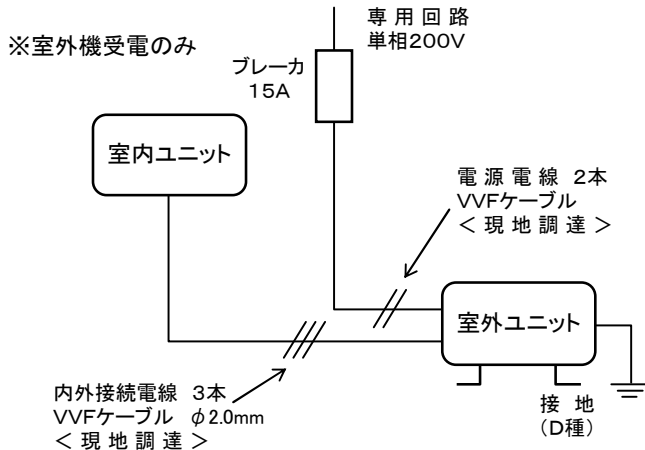 ※室外機受電のみ
専用回路
単相200V
ブレーカ
15A
室内ユニット
電源電線 2本
VVFケーブル
＜現地調達＞
室外ユニット
内外接続電線 3本
VVFケーブル φ2.0mm
＜現地調達＞
接地
（D種）